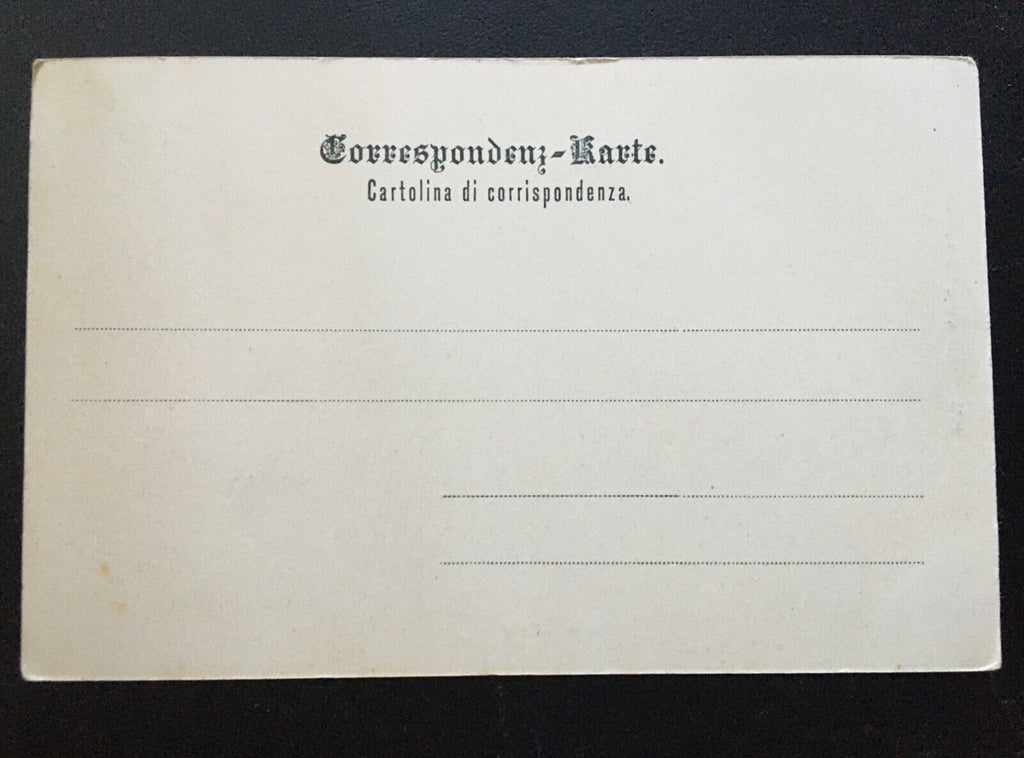 Correspondenz-Karte.
Cartolina di corrispondenza.